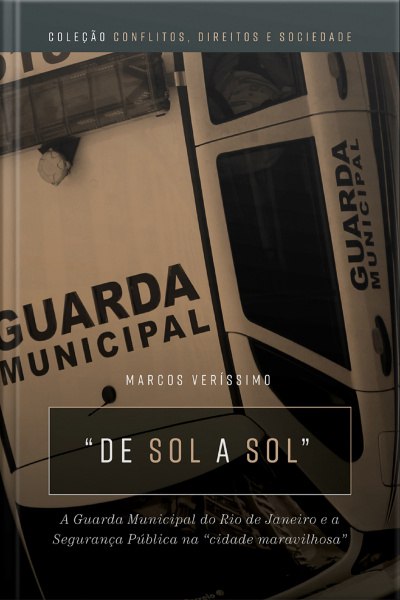 COLEÇÃO CONFLITOS, DIREITOS E SOCIEDADE
GUARDA
MUNICIPAL
GUARDA
MUNICIPAL
MARCOS VERÍSSIMO
“DE SOL A SOL”
A Guarda Municipal do Rio de Janeiro e a
Segurança Pública na “cidade maravilhosa”